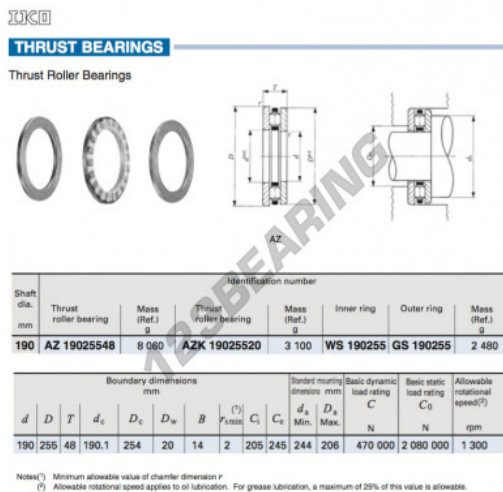 IKO
THRUST BEARINGS
Thrust Roller Bearings
T
r
r
D
d
AZ
123BEARING
Identification number
Shaft dia. mm Thrust roller bearing Mass (Ref.) g Thrust roller bearing Mass (Ref.) g Inner ring Outer ring Mass (Ref.) g
190 AZ 19025548 8 060 AZK 19025520 3 100 WS 190255 GS 190255 2 480
Boundary dimensions mm Standard mounting dimensions mm Basic dynamic load rating C N Basic static load rating C0 N Allowable rotational speed(2) rpm
d D T dc Dc Dw B rsmin(1) Ci Ce da Min. Da Max.
190 255 48 190.1 254 20 14 2 205 245 244 206 470 000 2 080 000 1 300
Notes(1) Minimum allowable value of chamfer dimension r
(2) Allowable rotational speed applies to oil lubrication. For grease lubrication, a maximum of 25% of this value is allowable.